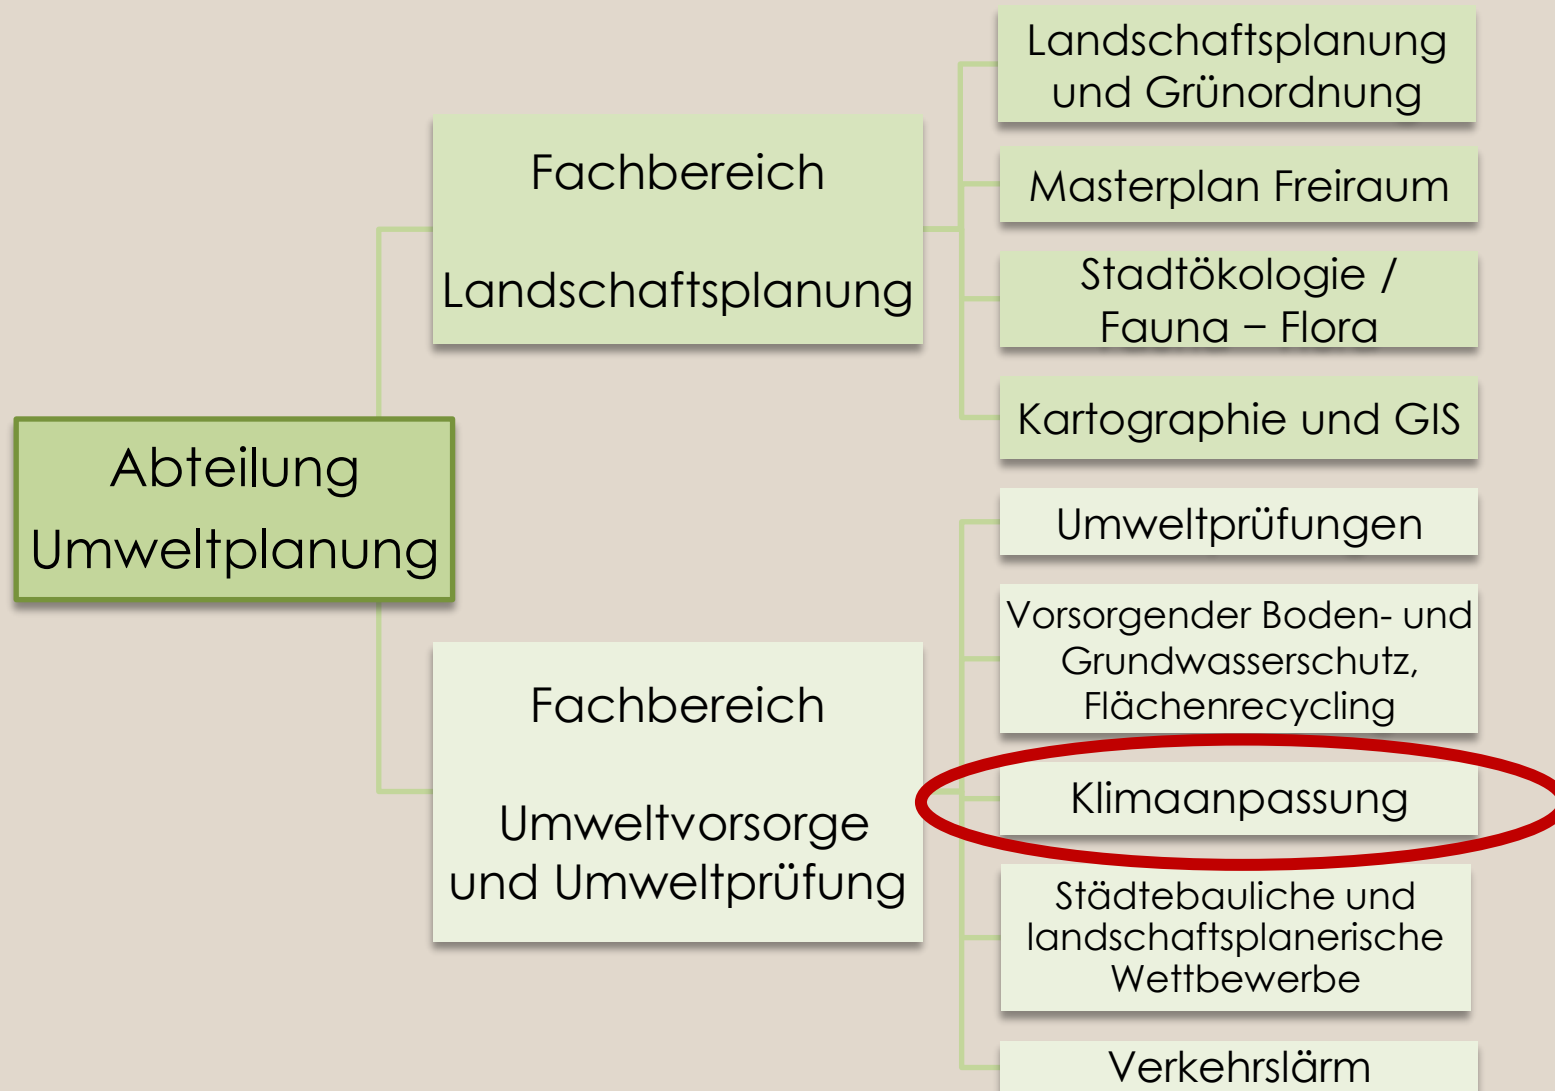 Abteilung
Umweltplanung
Fachbereich
Landschaftsplanung
Landschaftsplanung
und Grünordnung
Masterplan Freiraum
Stadtökologie /
Fauna – Flora
Kartographie und GIS
Fachbereich
Umweltvorsorge
und Umweltprüfung
Umweltprüfungen
Vorsorgender Boden- und
Grundwasserschutz,
Flächenrecycling
Klimaanpassung
Städtebauliche und
landschaftsplanerische
Wettbewerbe
Verkehrslärm